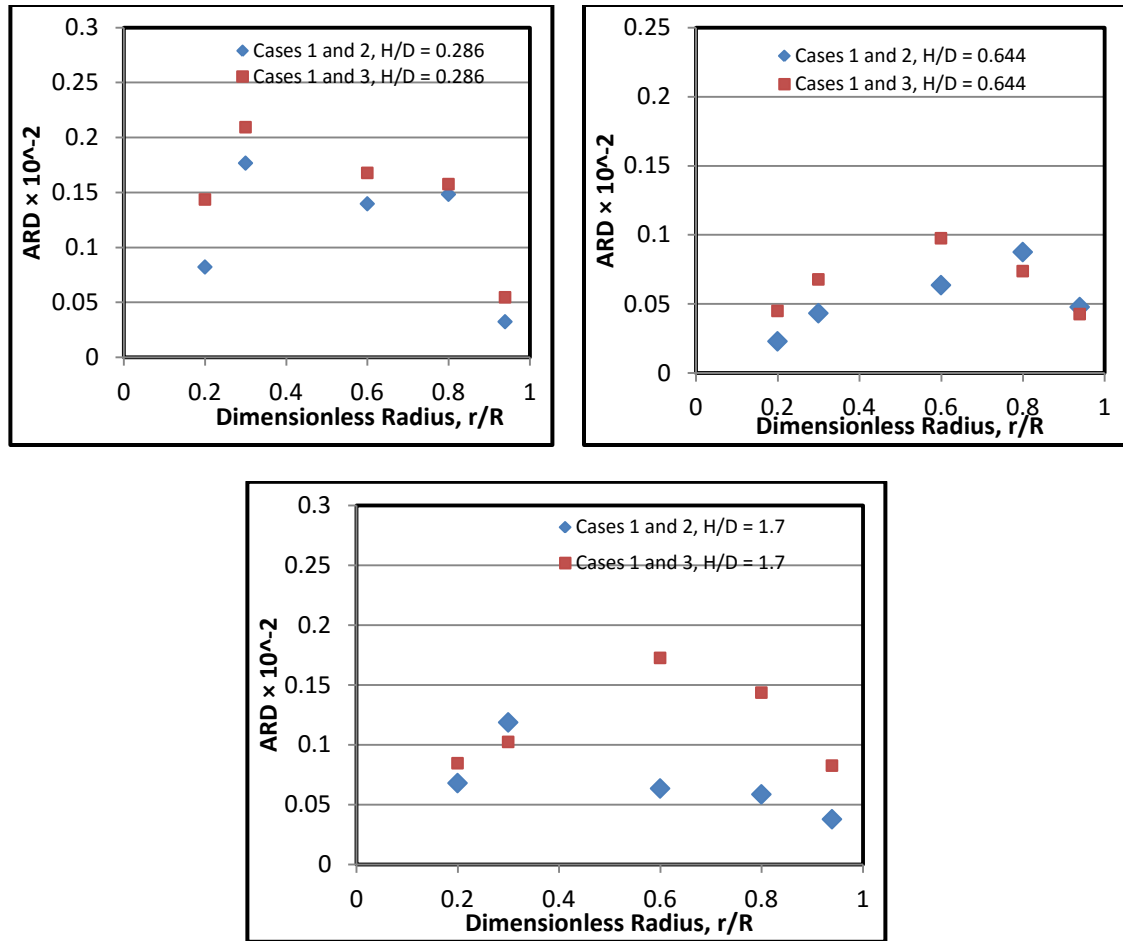 0.3
0.25
0.2
0.15
0.1
0.05
0
ARD × 10^-2
Cases 1 and 2, H/D = 0.286
Cases 1 and 3, H/D = 0.286
0 0.2 0.4 0.6 0.8 1
Dimensionless Radius, r/R
0.25
0.2
0.15
0.1
0.05
0
ARD × 10^-2
Cases 1 and 2, H/D = 0.644
Cases 1 and 3, H/D = 0.644
0 0.2 0.4 0.6 0.8 1
Dimensionless Radius, r/R
0.3
0.25
0.2
0.15
0.1
0.05
0
ARD × 10^-2
Cases 1 and 2, H/D = 1.7
Cases 1 and 3, H/D = 1.7
0 0.2 0.4 0.6 0.8 1
Dimensionless Radius, r/R